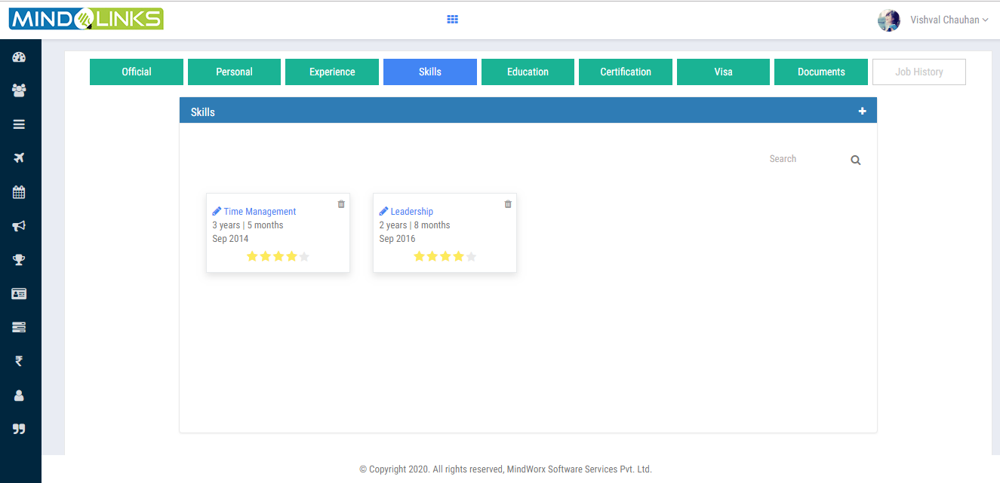 MINDLINKS
Vishval Chauhan
Official Personal Experience Skills Education Certification Visa Documents Job History
Skills
Search
Time Management
3 years | 5 months
Sep 2014
Leadership
2 years | 8 months
Sep 2016
© Copyright 2020. All rights reserved, MindWorx Software Services Pvt. Ltd.